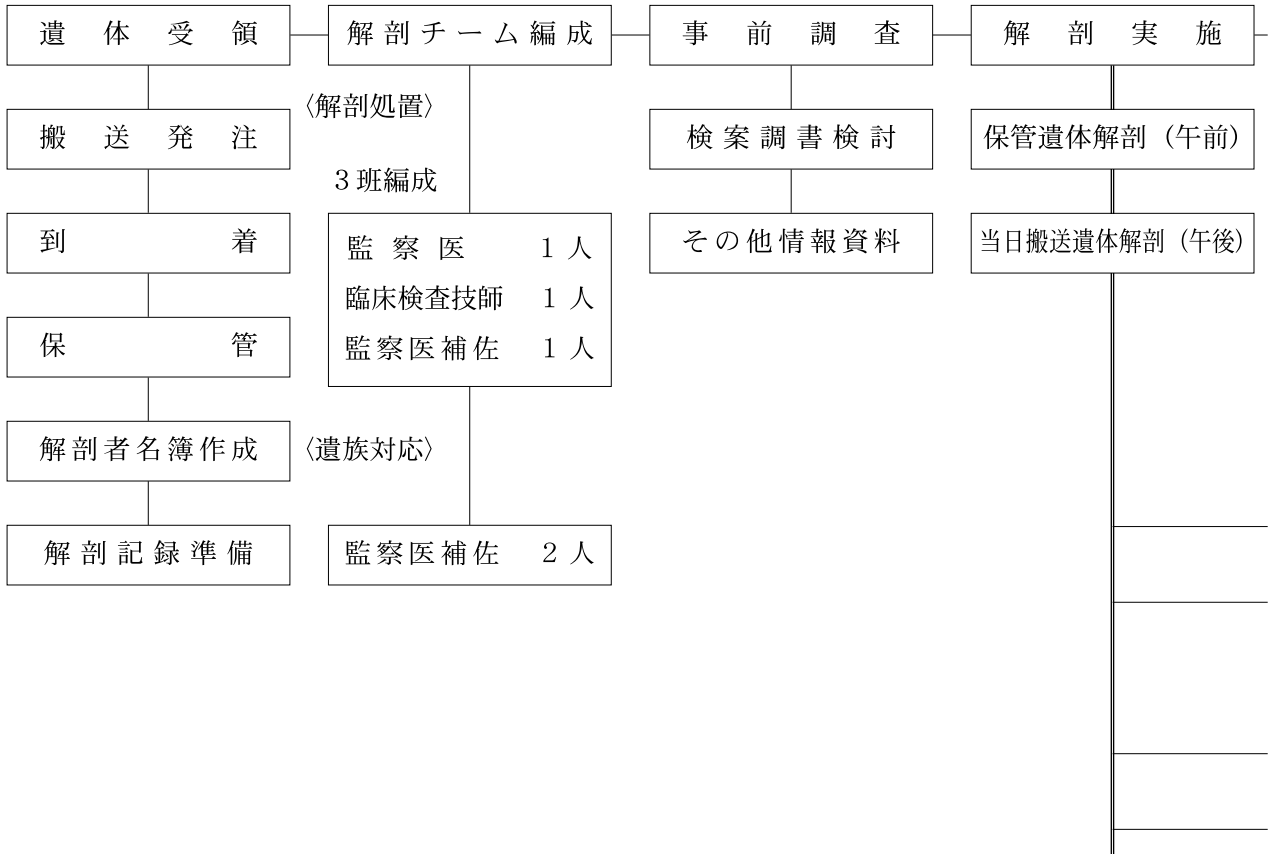 遺体受領
解剖チーム編成
事前調査
解剖実施
搬送発注
到着
保管
解剖者名簿作成
解剖記録準備
〈解剖処置〉
3班編成
監察医 1人
臨床検査技師 1人
監察医補佐 1人
〈遺族対応〉
監察医補佐 2人
検案調書検討
その他情報資料
保管遺体解剖（午前）
当日搬送遺体解剖（午後）